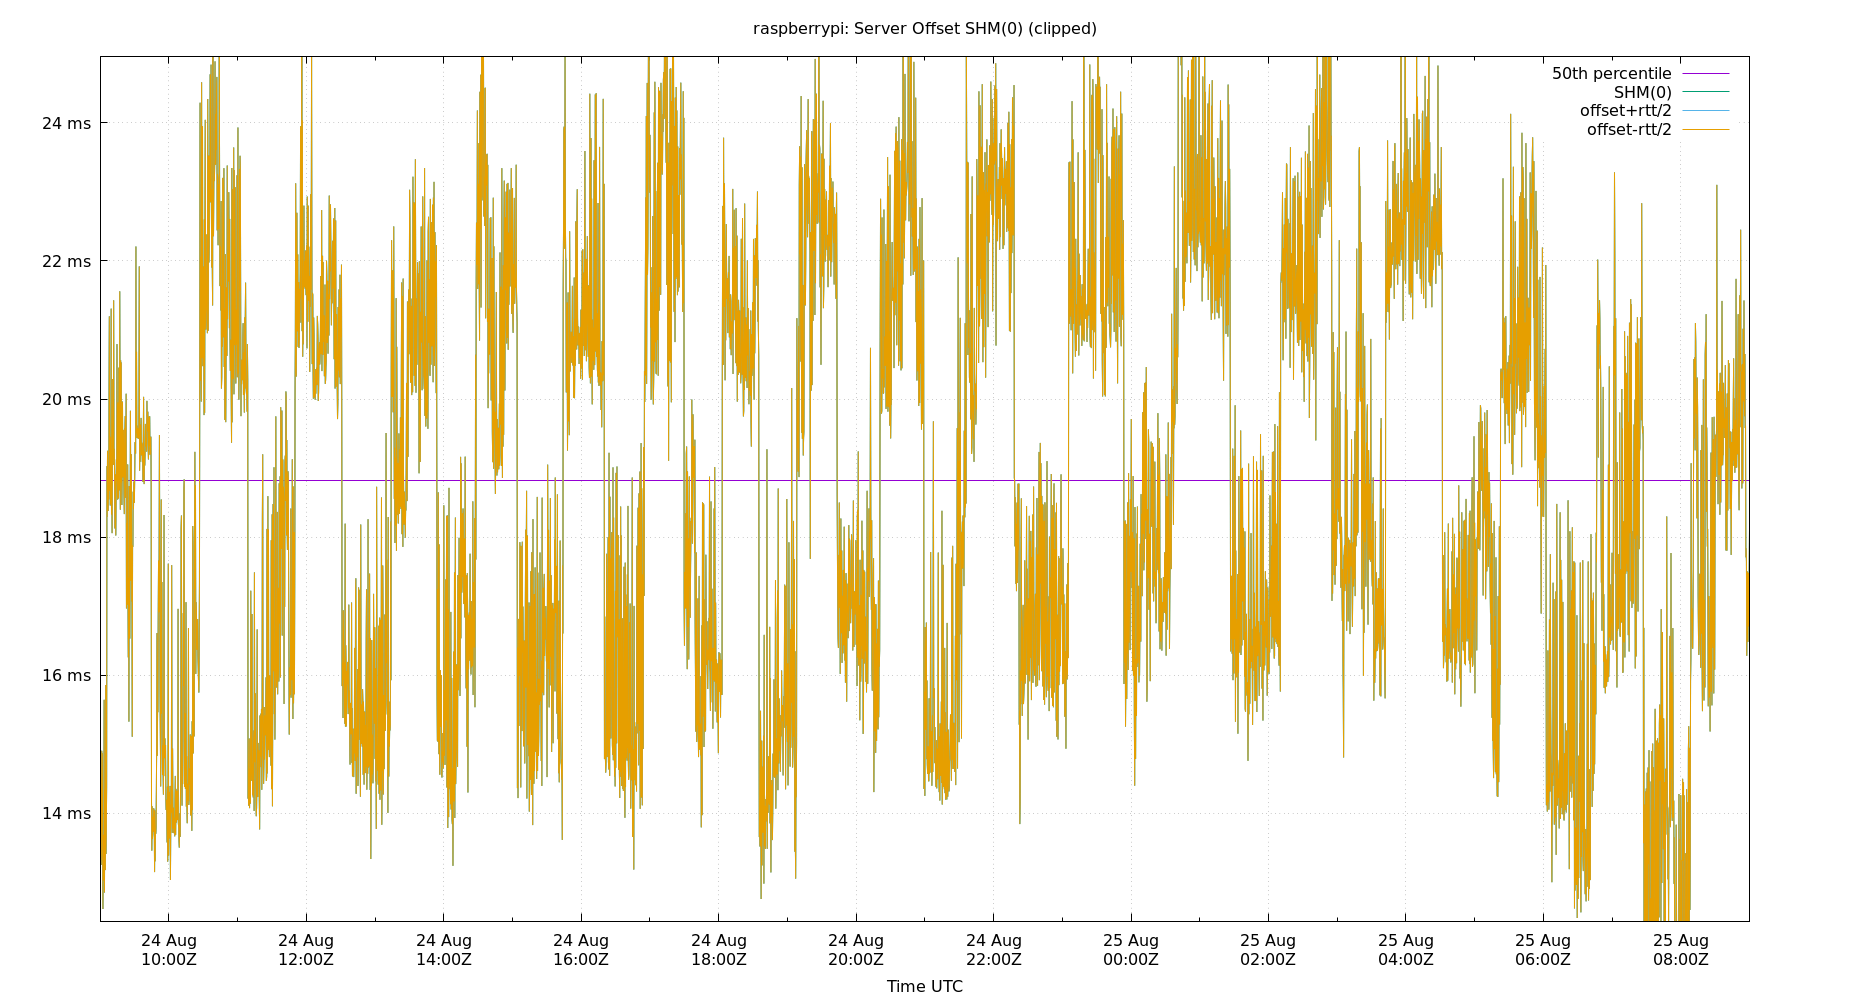 raspberrypi: Server Offset SHM(0) (clipped)
50th percentile
SHM(0)
offset+rtt/2
offset-rtt/2
24 ms
22 ms
20 ms
18 ms
16 ms
14 ms
24 Aug 24 Aug 24 Aug 24 Aug 24 Aug 24 Aug 24 Aug 25 Aug 25 Aug 25 Aug 25 Aug 25 Aug
10:00Z 12:00Z 14:00Z 16:00Z 18:00Z 20:00Z 22:00Z 00:00Z 02:00Z 04:00Z 06:00Z 08:00Z
Time UTC